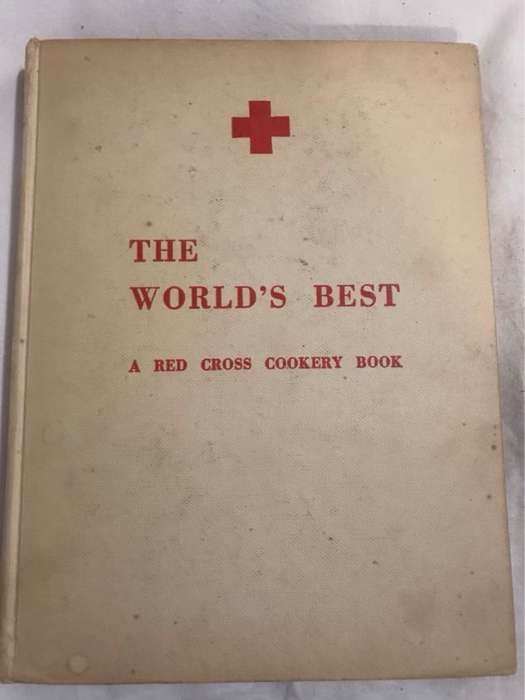 THE
WORLD'S BEST
A RED CROSS COOKERY BOOK